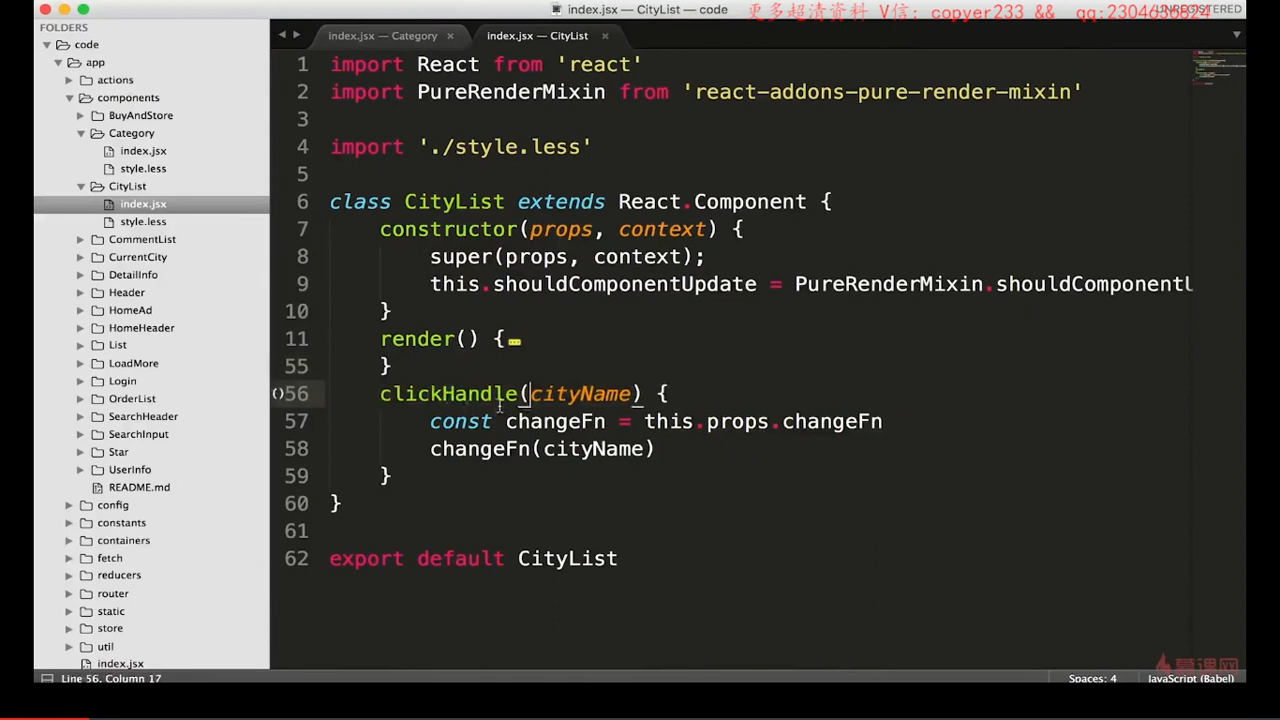 index.jsx — CityList — code
更多超清资料 V信: copyer233 && qq:2304636824
UNREGISTERED
FOLDERS
code
app
actions
components
BuyAndStore
Category
index.jsx
style.less
CityList
index.jsx
style.less
CommentList
CurrentCity
DetailInfo
Header
HomeAd
HomeHeader
List
LoadMore
Login
OrderList
SearchHeader
SearchInput
Star
UserInfo
README.md
config
constants
containers
fetch
reducers
router
static
store
util
index.jsx
index.jsx — Category
index.jsx — CityList
1 import React from 'react'
2 import PureRenderMixin from 'react-addons-pure-render-mixin'
3
4 import './style.less'
5
6 class CityList extends React.Component {
7 constructor(props, context) {
8 super(props, context);
9 this.shouldComponentUpdate = PureRenderMixin.shouldComponentU
10 }
11 render() {
55 }
56 clickHandle(cityName) {
57 const changeFn = this.props.changeFn
58 changeFn(cityName)
59 }
60 }
61
62 export default CityList
慕课网
Line 56, Column 17
Spaces: 4
JavaScript (Babel)